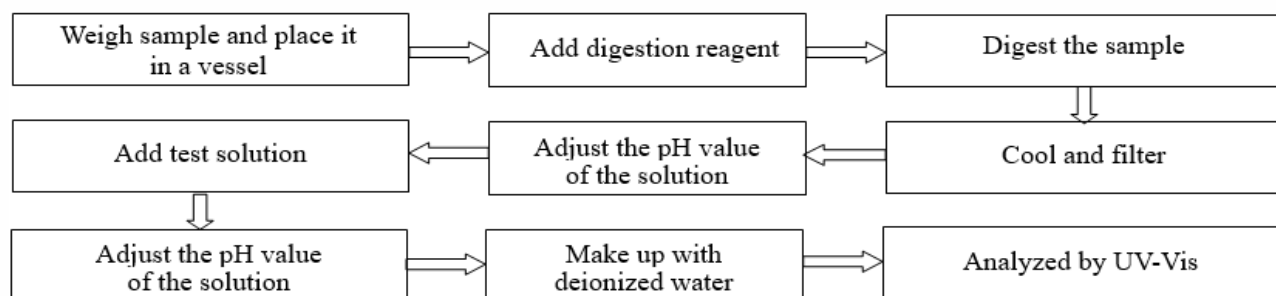 Weigh sample and place it
in a vessel
Add digestion reagent
Digest the sample
Cool and filter
Adjust the pH value
of the solution
Add test solution
Adjust the pH value
of the solution
Make up with
deionized water
Analyzed by UV-Vis